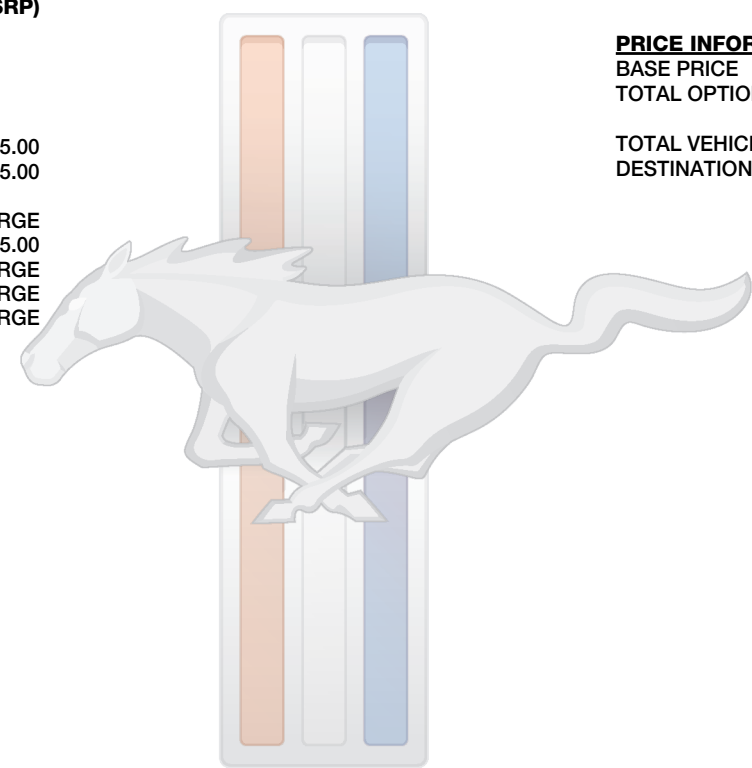 SRP)
5.00
5.00
RGE
5.00
RGE
RGE
RGE
PRICE INFOR
BASE PRICE
TOTAL OPTIO
TOTAL VEHIC
DESTINATION